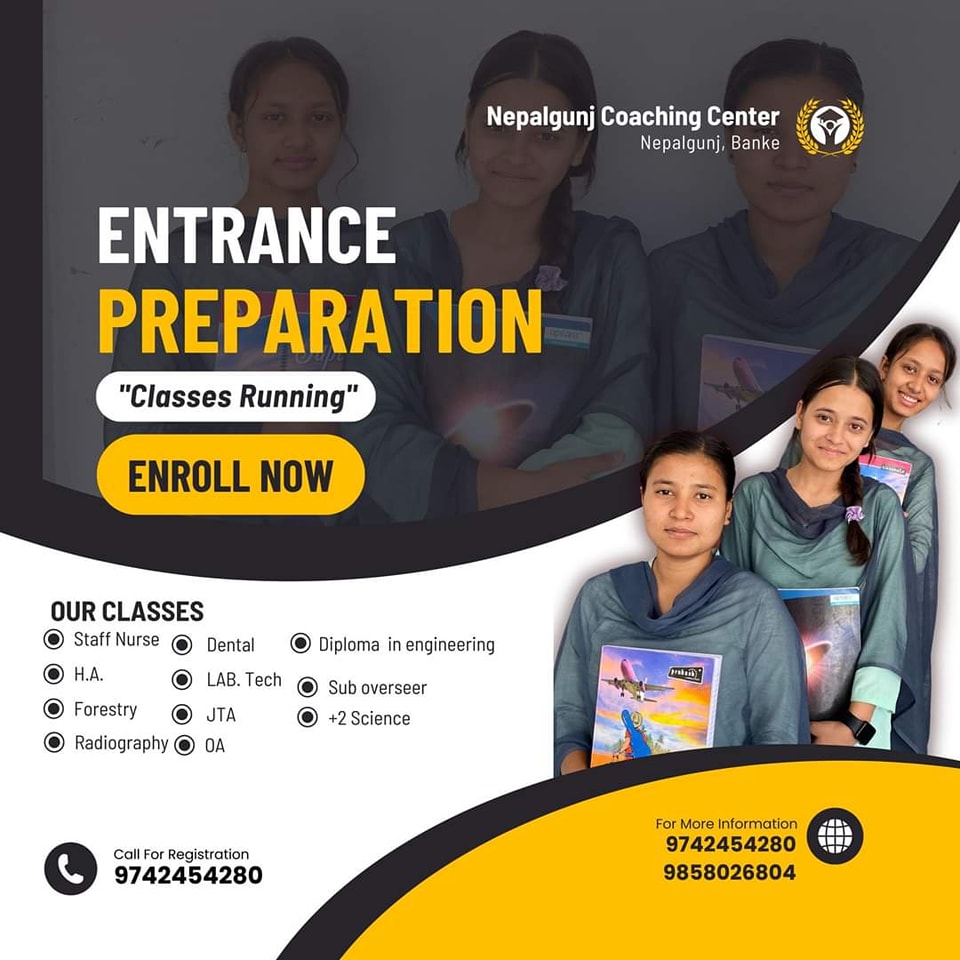 Nepalgunj Coaching Center
Nepalgunj, Banke
ENTRANCE
PREPARATION
"Classes Running"
ENROLL NOW
OUR CLASSES
Staff Nurse
H.A.
Forestry
Radiography
Dental
LAB. Tech
JTA
OA
Diploma in engineering
Sub overseer
+2 Science
Call For Registration
9742454280
For More Information
9742454280
9858026804